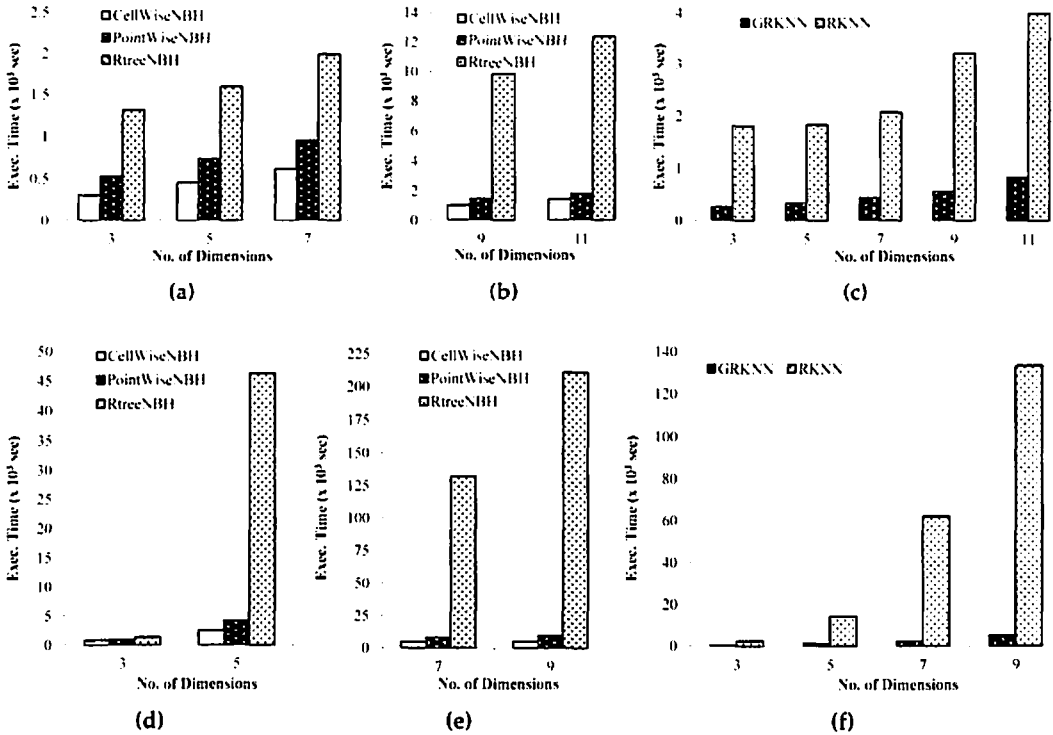 2.5
2
1.5
1
0.5
0
Exec. Time (x 10³ sec)
CellWiseNBH
PointWiseNBH
RtreeNBH
3 5 7
No. of Dimensions
(a)
14
12
10
8
6
4
2
0
Exec. Time (x 10³ sec)
CellWiseNBH
PointWiseNBH
RtreeNBH
9 11
No. of Dimensions
(b)
4
3
2
1
0
Exec. Time (x 10³ sec)
GRKNN RKNN
3 5 7 9 11
No. of Dimensions
(c)
50
45
40
35
30
25
20
15
10
5
0
Exec. Time (x 10³ sec)
CellWiseNBH
PointWiseNBH
RtreeNBH
3 5
No. of Dimensions
(d)
225
200
175
150
125
100
75
50
25
0
Exec. Time (x 10³ sec)
CellWiseNBH
PointWiseNBH
RtreeNBH
7 9
No. of Dimensions
(e)
140
120
100
80
60
40
20
0
Exec. Time (x 10³ sec)
GRKNN RKNN
3 5 7 9
No. of Dimensions
(f)